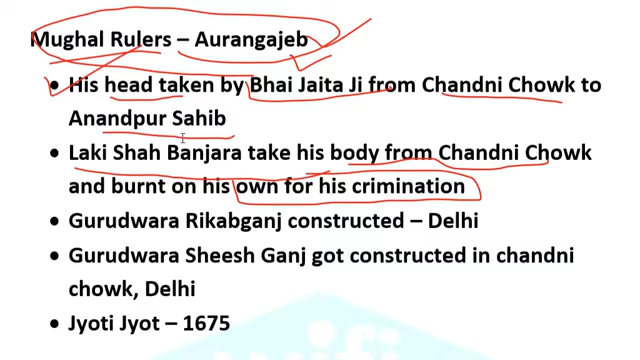 Mughal Rulers – Aurangajeb
• His head taken by Bhai Jaita Ji from Chandni Chowk to
Anandpur Sahib
• Laki Shah Banjara take his body from Chandni Chowk
and burnt on his own for his crimination
• Gurudwara Rikabganj constructed – Delhi
• Gurudwara Sheesh Ganj got constructed in chandni
chowk, Delhi
• Jyoti Jyot – 1675